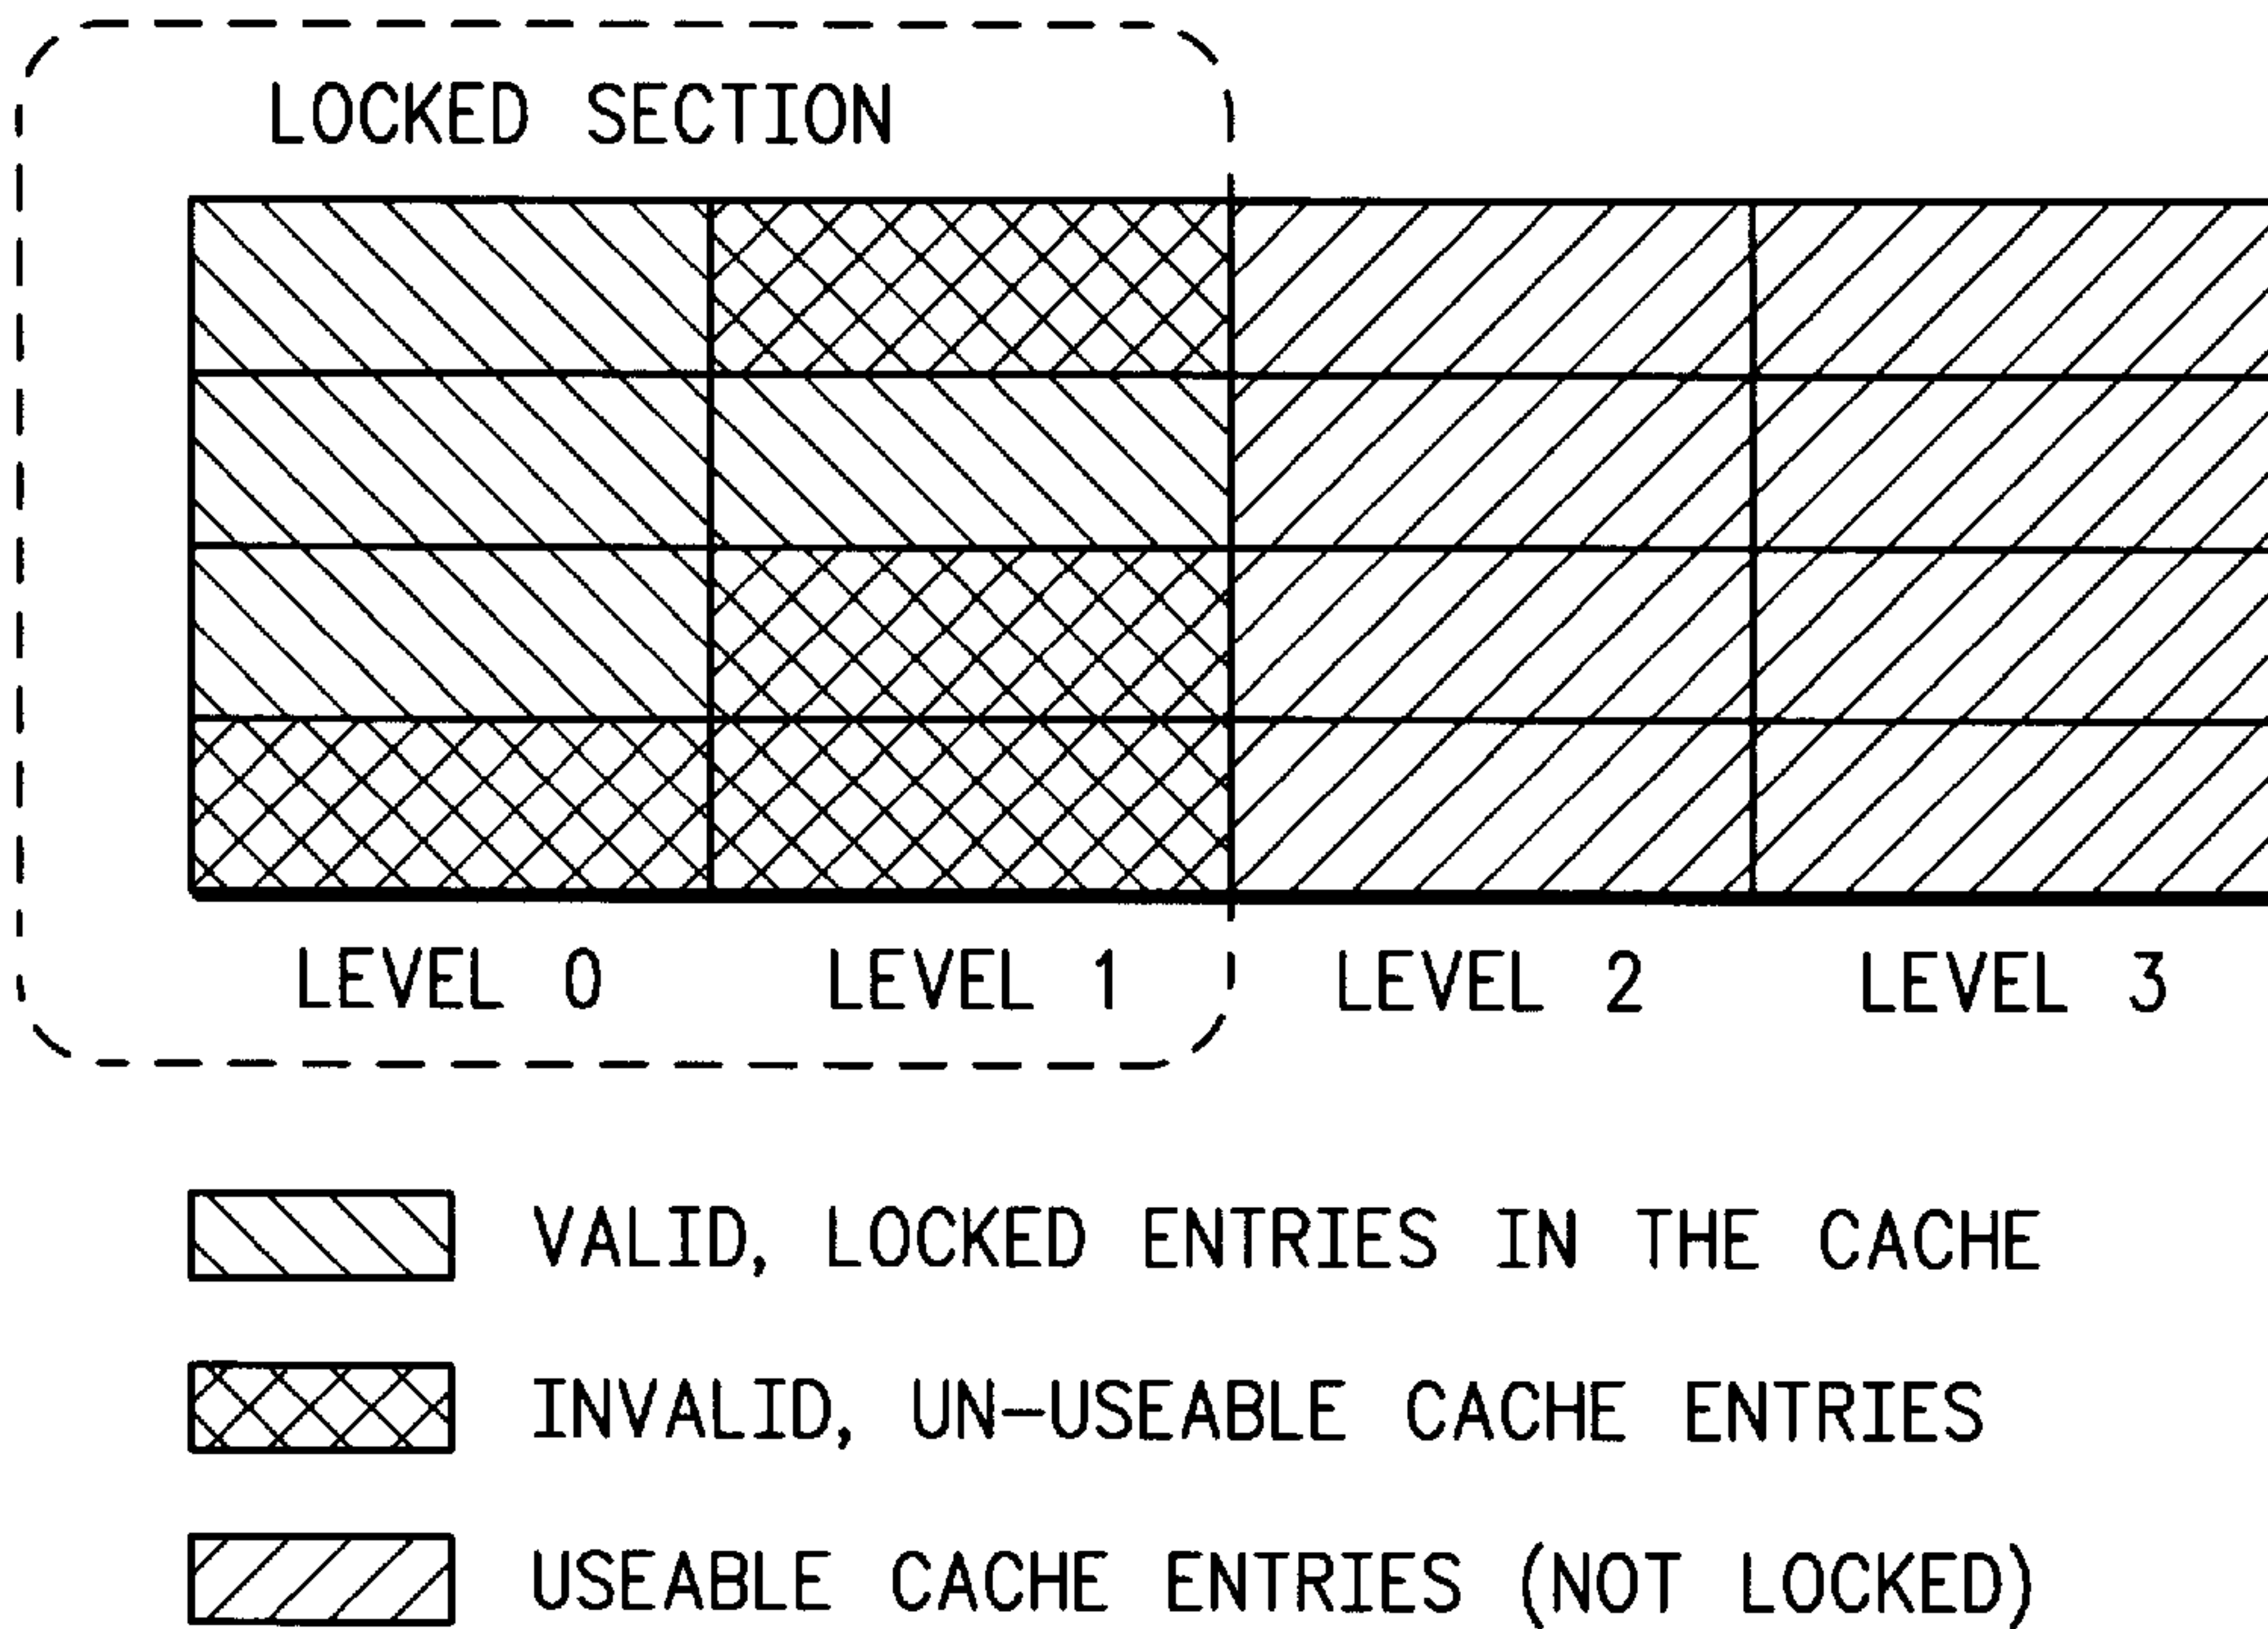 LOCKED SECTION
LEVEL 0 LEVEL 1 LEVEL 2 LEVEL 3
VALID, LOCKED ENTRIES IN THE CACHE
INVALID, UN-USEABLE CACHE ENTRIES
USEABLE CACHE ENTRIES (NOT LOCKED)